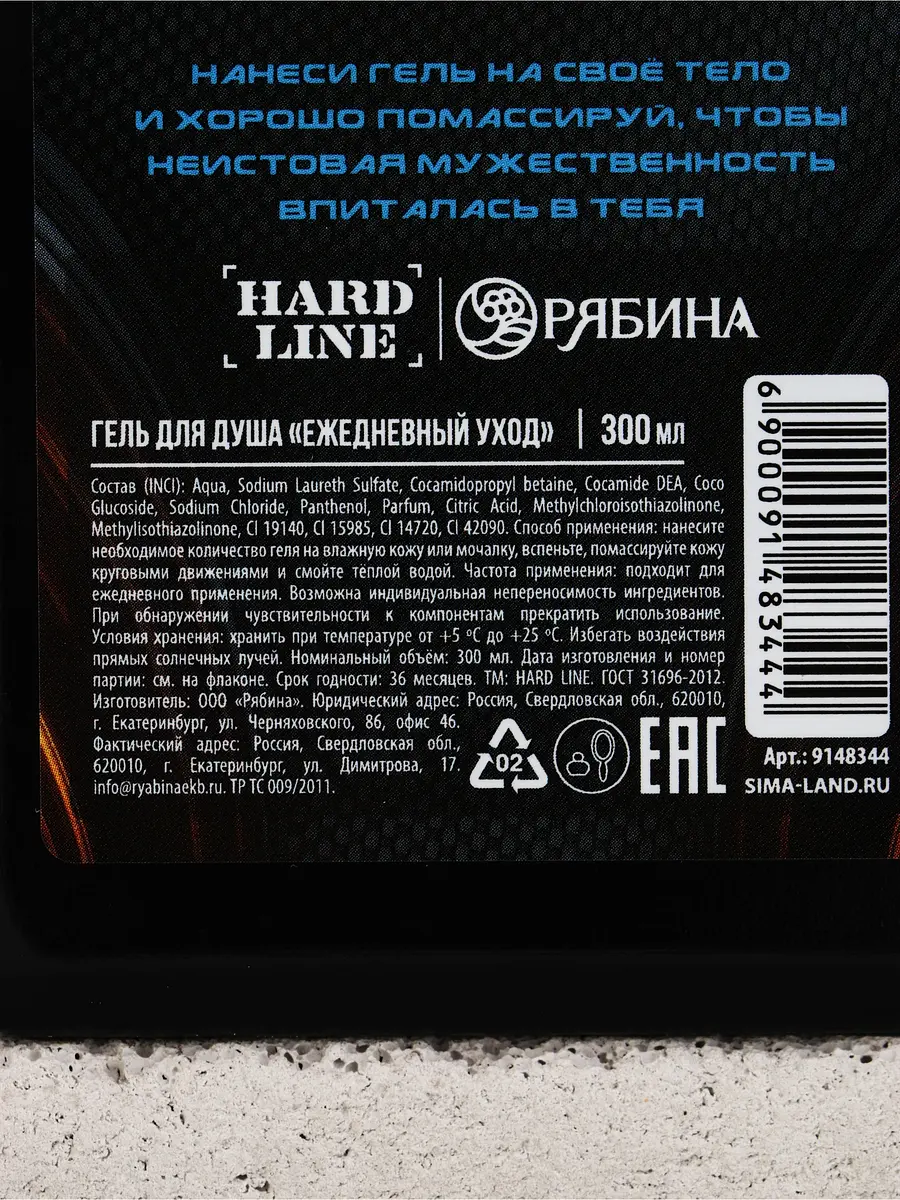 НАНЕСИ ГЕЛЬ НА СВОЁ ТЕЛО
И ХОРОШО ПОМАССИРУЙ, ЧТОБЫ
НЕИСТОВАЯ МУЖЕСТВЕННОСТЬ
ВПИТАЛАСЬ В ТЕБЯ
HARD
LINE
РЯБИНА
ГЕЛЬ ДЛЯ ДУША «ЕЖЕДНЕВНЫЙ УХОД» | 300 МЛ
Состав (INCI): Aqua, Sodium Laureth Sulfate, Cocamidopropyl betaine, Cocamide DEA, Coco
Glucoside, Sodium Chloride, Panthenol, Parfum, Citric Acid, Methylchloroisothiazolinone,
Methylisothiazolinone, CI 19140, CI 15985, CI 14720, CI 42090. Способ применения: нанесите
необходимое количество геля на влажную кожу или мочалку, вспеньте, помассируйте кожу
круговыми движениями и смойте тёплой водой. Частота применения: подходит для
ежедневного применения. Возможна индивидуальная непереносимость ингредиентов.
При обнаружении чувствительности к компонентам прекратить использование.
Условия хранения: хранить при температуре от +5 ºС до +25 ºС. Избегать воздействия
прямых солнечных лучей. Номинальный объём: 300 мл. Дата изготовления и номер
партии: см. на флаконе. Срок годности: 36 месяцев. ТМ: HARD LINE. ГОСТ 31696-2012.
Изготовитель: ООО «Рябина». Юридический адрес: Россия, Свердловская обл., 620010,
г. Екатеринбург, ул. Черняховского, 86, офис 46.
Фактический адрес: Россия, Свердловская обл.,
620010, г. Екатеринбург, ул. Димитрова, 17.
info@ryabinaekb.ru. ТР ТС 009/2011.
02
EAC
6 900091 483444
Арт.: 9148344
SIMA-LAND.RU